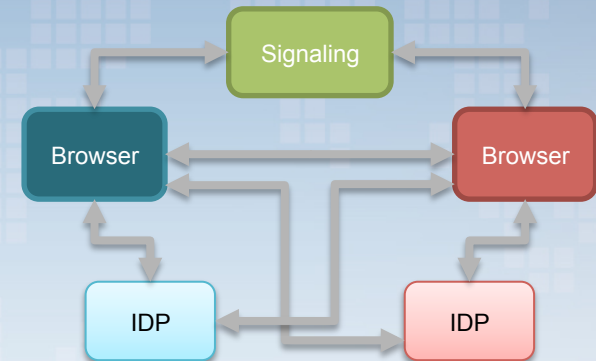 Signaling
Browser
Browser
IDP
IDP